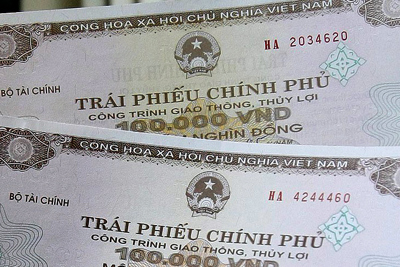 CỘNG HÒA XÃ HỘI CHỦ NGHĨA VIỆT NAM
HA 2034620
BỘ TÀI CHÍNH
TRÁI PHIẾU CHÍNH PHỦ
CÔNG TRÌNH GIAO THÔNG, THỦY LỢI
100.000 VND
NGHÌN ĐỒNG
CỘNG HÒA XÃ HỘI CHỦ NGHĨA VIỆT NAM
HA 4244460
BỘ TÀI CHÍNH
TRÁI PHIẾU CHÍNH PHỦ
CÔNG TRÌNH GIAO THÔNG, THỦY LỢI
100.000 VND